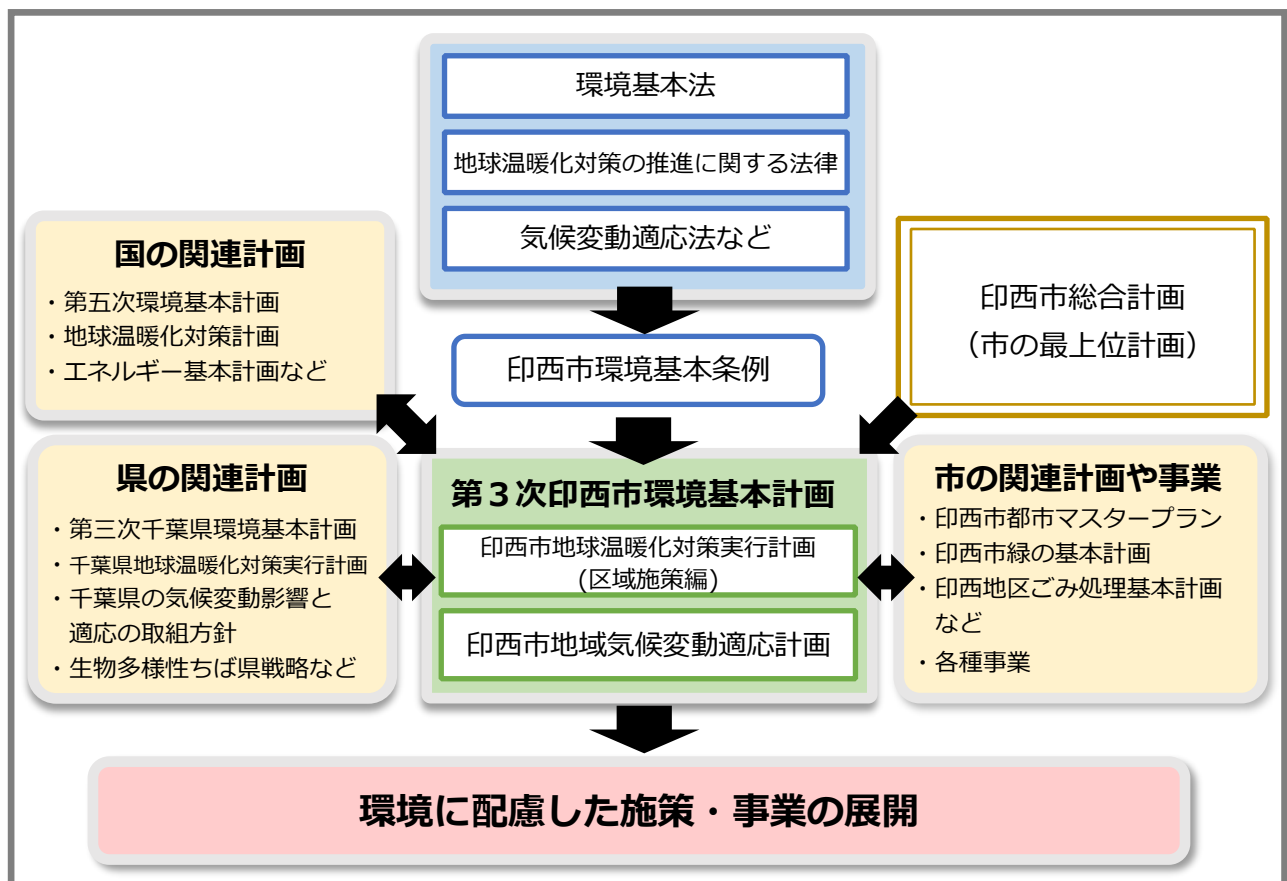 環境基本法
地球温暖化対策の推進に関する法律
気候変動適応法など
国の関連計画
・第五次環境基本計画
・地球温暖化対策計画
・エネルギー基本計画など
印西市総合計画
（市の最上位計画）
印西市環境基本条例
県の関連計画
・第三次千葉県環境基本計画
・千葉県地球温暖化対策実行計画
・千葉県の気候変動影響と
適応の取組方針
・生物多様性ちば県戦略など
第３次印西市環境基本計画
印西市地球温暖化対策実行計画
(区域施策編)
印西市地域気候変動適応計画
市の関連計画や事業
・印西市都市マスタープラン
・印西市緑の基本計画
・印西地区ごみ処理基本計画
など
・各種事業
環境に配慮した施策・事業の展開